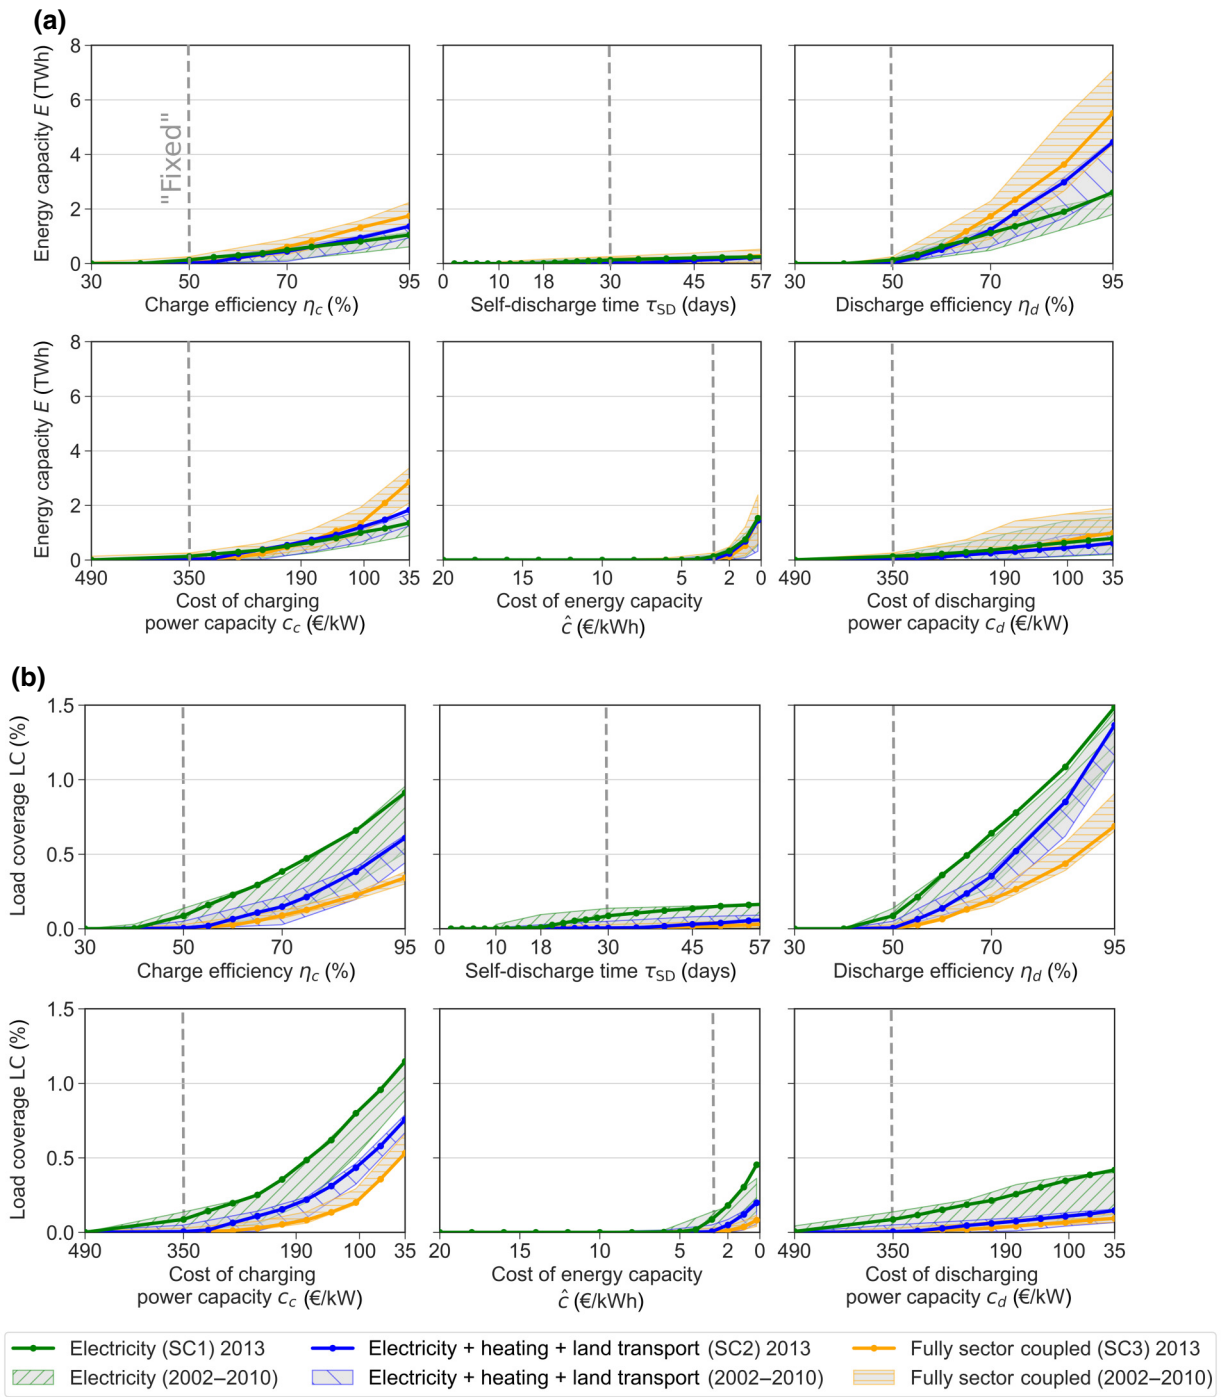 (a)
8
6
4
2
0
Energy capacity E (TWh)
"Fixed"
30 50 70 95
Charge efficiency ηc (%)
0 10 18 30 45 57
Self-discharge time τSD (days)
30 50 70 95
Discharge efficiency ηd (%)
8
6
4
2
0
Energy capacity E (TWh)
490 350 190 100 35
Cost of charging
power capacity cc (€/kW)
20 15 10 5 2 0
Cost of energy capacity
ĉ (€/kWh)
490 350 190 100 35
Cost of discharging
power capacity cd (€/kW)
(b)
1.5
1.0
0.5
0.0
Load coverage LC (%)
30 50 70 95
Charge efficiency ηc (%)
0 10 18 30 45 57
Self-discharge time τSD (days)
30 50 70 95
Discharge efficiency ηd (%)
1.5
1.0
0.5
0.0
Load coverage LC (%)
490 350 190 100 35
Cost of charging
power capacity cc (€/kW)
20 15 10 5 2 0
Cost of energy capacity
ĉ (€/kWh)
490 350 190 100 35
Cost of discharging
power capacity cd (€/kW)
Electricity (SC1) 2013 Electricity + heating + land transport (SC2) 2013 Fully sector coupled (SC3) 2013
Electricity (2002–2010) Electricity + heating + land transport (2002–2010) Fully sector coupled (2002–2010)